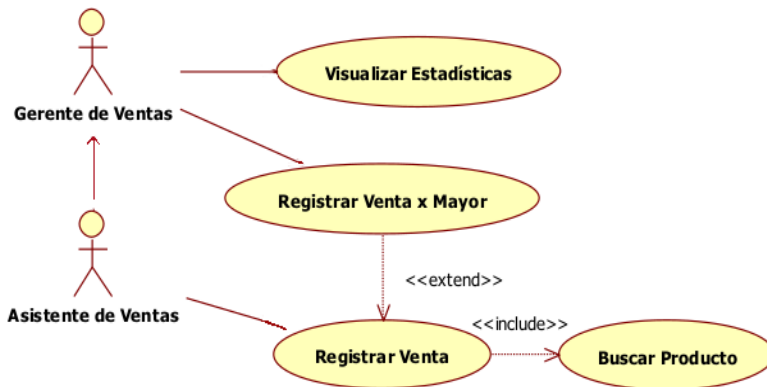 Visualizar Estadísticas
Gerente de Ventas
Registrar Venta x Mayor
<<extend>>
Asistente de Ventas
<<include>>
Registrar Venta
Buscar Producto